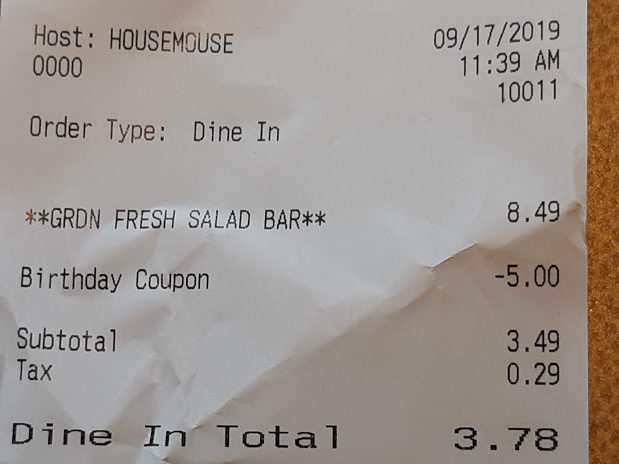 Host: HOUSEMOUSE 09/17/2019
0000 11:39 AM
10011
Order Type: Dine In
**GRDN FRESH SALAD BAR** 8.49
Birthday Coupon -5.00
Subtotal 3.49
Tax 0.29
Dine In Total 3.78